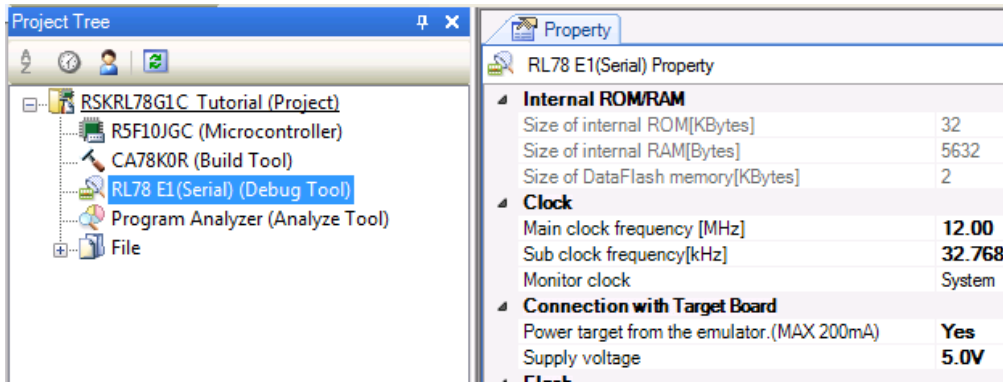 Project Tree
RSKRL78G1C_Tutorial (Project)
R5F10JGC (Microcontroller)
CA78K0R (Build Tool)
RL78 E1(Serial) (Debug Tool)
Program Analyzer (Analyze Tool)
File
Property
RL78 E1(Serial) Property
Internal ROM/RAM
Size of internal ROM[KBytes] 32
Size of internal RAM[Bytes] 5632
Size of DataFlash memory[KBytes] 2
Clock
Main clock frequency [MHz] 12.00
Sub clock frequency[kHz] 32.768
Monitor clock System
Connection with Target Board
Power target from the emulator.(MAX 200mA) Yes
Supply voltage 5.0V
Flash